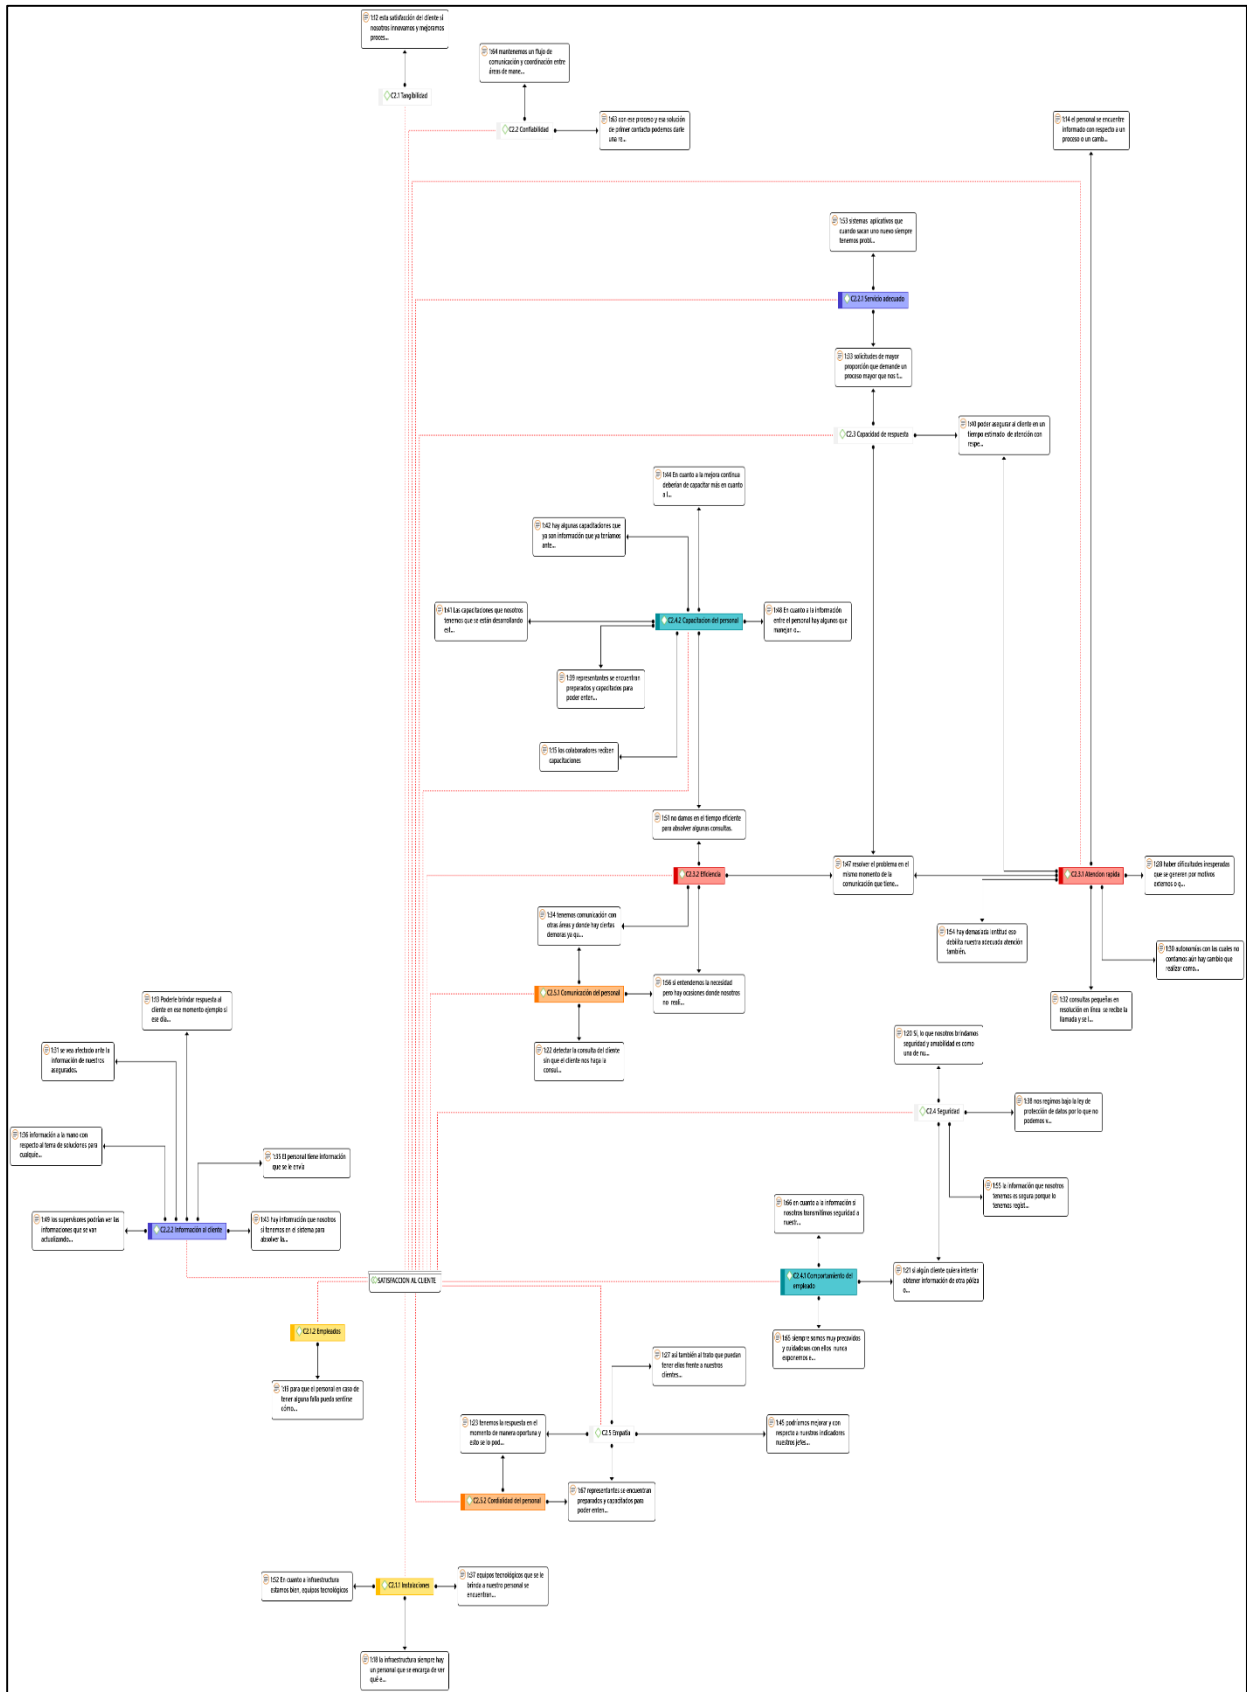 1:12 esta satisfacción del cliente si
nosotros innovamos y mejoramos
proces...
1:64 mantenemos un flujo de
comunicación y coordinación entre
áreas de mane...
C2.1 Tangibilidad
C2.2 Confiabilidad
1:63 con ese proceso y esa solución
de primer contacto podemos darle
una re...
1:14 el personal se encuentre
informado con respecto a un
proceso o un camb...
1:53 sistemas aplicativos que
cuando sacan uno nuevo siempre
tenemos probl...
C2.2.1 Servicio adecuado
1:33 solicitudes de mayor
proporción que demande un
proceso mayor que nos t...
C2.3 Capacidad de respuesta
1:40 poder asegurar al cliente en un
tiempo estimado de atención con
respe...
1:44 En cuanto a la mejora continua
deberían de capacitar más en cuanto
a l...
1:42 hay algunas capacitaciones que
ya son información que ya teníamos
ante...
1:41 Las capacitaciones que nosotros
tenemos que se están desarrollando
est...
C2.4.2 Capacitacion del personal
1:48 En cuanto a la información
entre el personal hay algunos que
manejan o...
1:39 representantes se encuentran
preparados y capacitados para
poder enten...
1:15 los colaboradores reciben
capacitaciones
1:51 no damos en el tiempo eficiente
para absolver algunas consultas.
C2.3.2 Eficiencia
1:47 resolver el problema en el
mismo momento de la
comunicación que tiene...
C2.3.1 Atencion rapida
1:28 haber dificultades inesperadas
que se generen por motivos
externos o q...
1:34 tenemos comunicación con
otras áreas y donde hay ciertas
demoras ya qu...
1:54 hay demasiada lentitud eso
debilita nuestra adecuada atención
también.
1:30 autonomías con las cuales no
contamos aún hay cambio que
realizar como...
C2.5.1 Comunicación del personal
1:56 si entendemos la necesidad
pero hay ocasiones donde nosotros
no reali...
1:32 consultas pequeñas en
resolución en línea se recibe la
llamada y se l...
1:13 Poderle brindar respuesta al
cliente en ese momento ejemplo si
ese día...
1:31 se vea afectado ante la
información de nuestros
asegurados.
1:22 detectar la consulta del cliente
sin que el cliente nos haga la
consul...
1:20 Sí, lo que nosotros brindamos
seguridad y amabilidad es como
uno de nu...
C2.4 Seguridad
1:38 nos regimos bajo la ley de
protección de datos por lo que no
podemos v...
1:36 información a la mano con
respecto al tema de soluciones para
cualquie...
1:35 El personal tiene información
que se le envía
1:55 la información que nosotros
tenemos es segura porque lo
tenemos regist...
1:49 los supervisores podrían ver las
informaciones que se van
actualizando...
C2.2.2 Información al cliente
1:43 hay información que nosotros
si tenemos en el sistema para
absolver la...
1:66 en cuanto a la información si
nosotros transmitimos seguridad a
nuestr...
SATISFACCION AL CLIENTE
C2.4.1 Comportamiento del
empleado
1:21 si algún cliente quiera intentar
obtener información de otra póliza
o...
C2.1.2 Empleados
1:65 siempre somos muy precavidos
y cuidadosos con ellos nunca
exponemos e...
1:27 así también al trato que puedan
tener ellos frente a nuestros
clientes...
1:19 para que el personal en caso de
tener alguna falla pueda sentirse
cómo...
1:23 tenemos la respuesta en el
momento de manera oportuna y
esto se lo pod...
C2.5 Empatía
1:45 podríamos mejorar y con
respecto a nuestros indicadores
nuestros jefes...
C2.5.2 Cordialidad del personal
1:67 representantes se encuentran
preparados y capacitados para
poder enten...
1:52 En cuanto a infraestructura
estamos bien, equipos tecnológicos
C2.1.1 Instalaciones
1:37 equipos tecnológicos que se le
brinda a nuestro personal se
encuentran...
1:18 la infraestructura siempre hay
un personal que se encarga de ver
qué e...